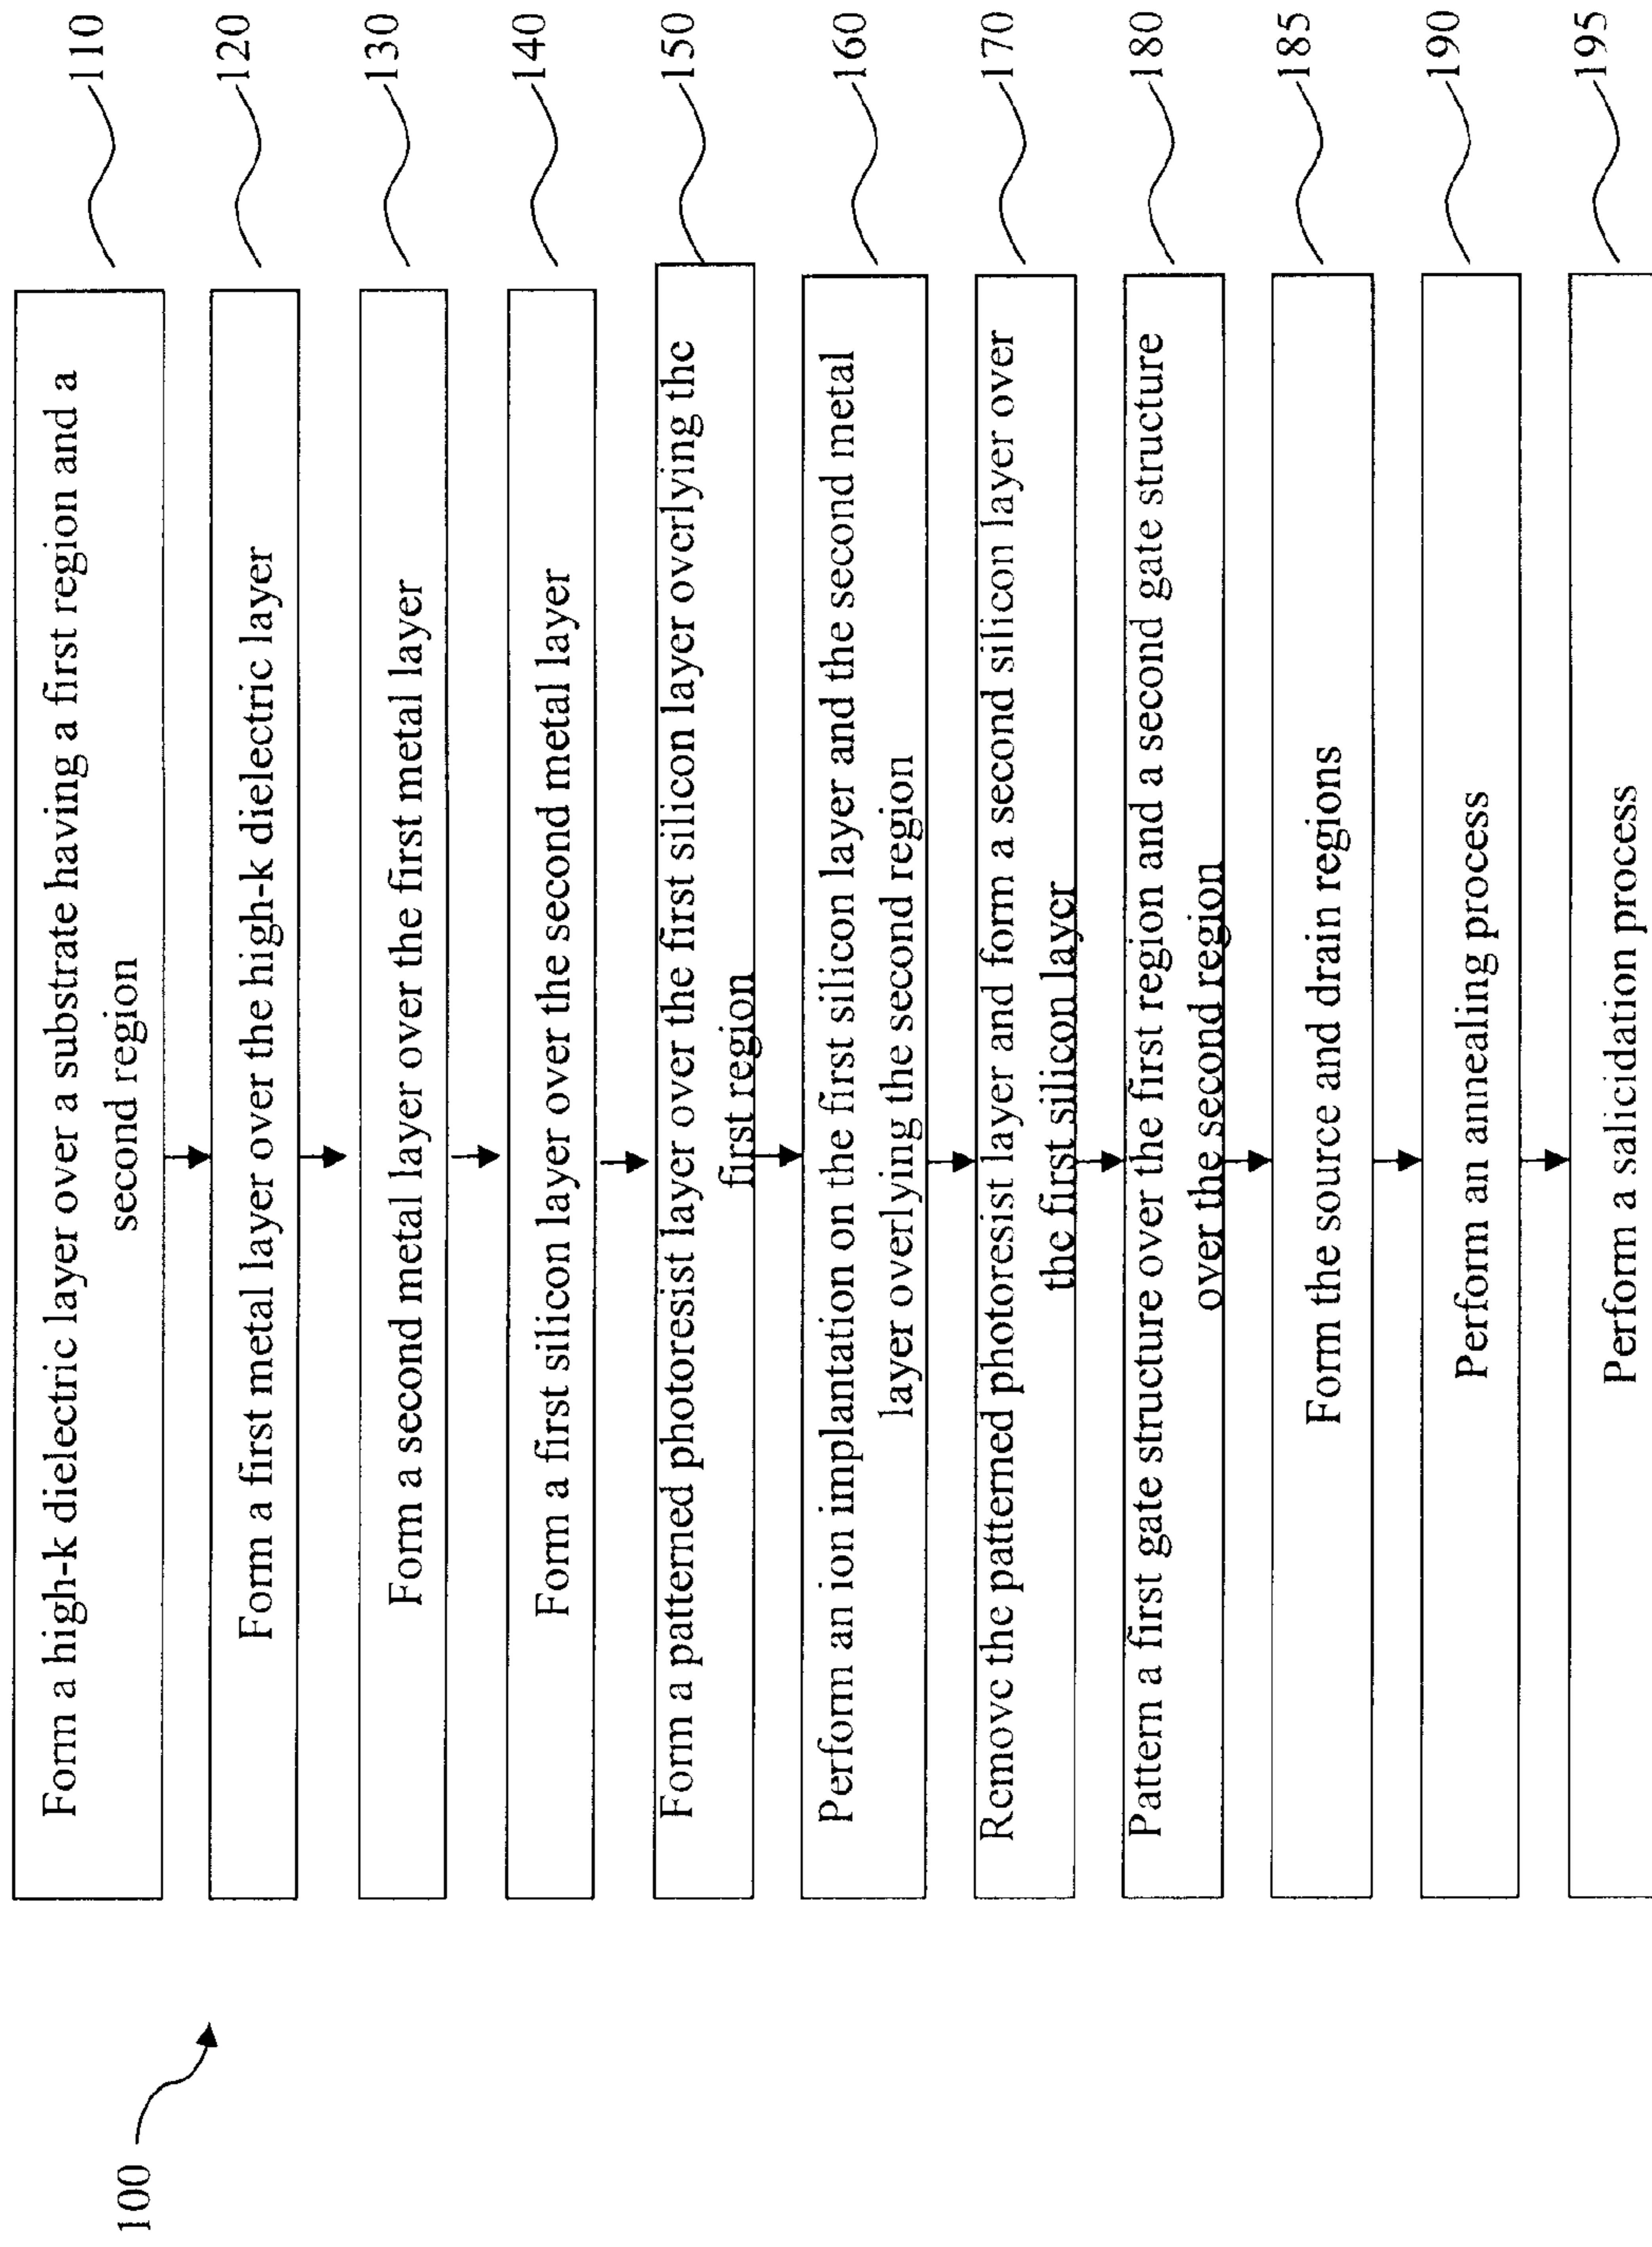 100
Form a high-k dielectric layer over a substrate having a first region and a
second region
110
Form a first metal layer over the high-k dielectric layer
120
Form a second metal layer over the first metal layer
130
Form a first silicon layer over the second metal layer
140
Form a patterned photoresist layer over the first silicon layer overlying the
first region
150
Perform an ion implantation on the first silicon layer and the second metal
layer overlying the second region
160
Remove the patterned photoresist layer and form a second silicon layer over
the first silicon layer
170
Pattern a first gate structure over the first region and a second gate structure
over the second region
180
Form the source and drain regions
185
Perform an annealing process
190
Perform a salicidation process
195